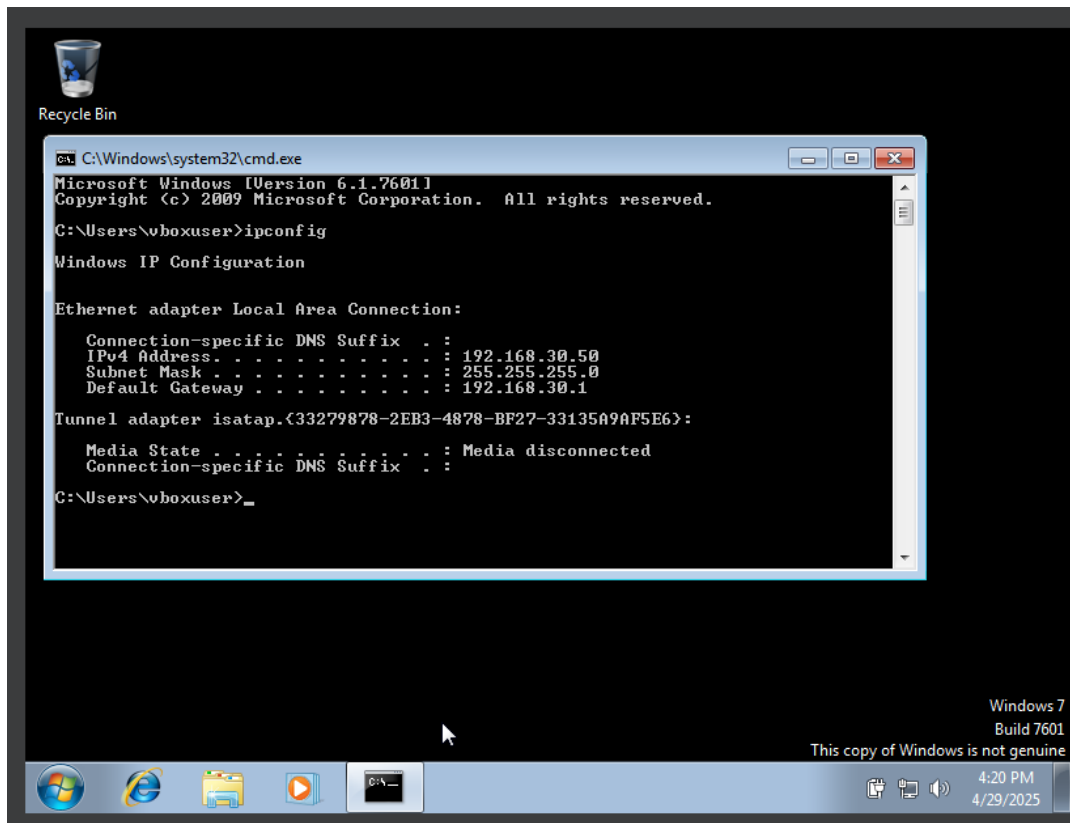 Recycle Bin
C:\Windows\system32\cmd.exe
Microsoft Windows [Version 6.1.7601]
Copyright (c) 2009 Microsoft Corporation.  All rights reserved.
C:\Users\vboxuser>ipconfig
Windows IP Configuration
Ethernet adapter Local Area Connection:
   Connection-specific DNS Suffix  . :
   IPv4 Address. . . . . . . . . . . : 192.168.30.50
   Subnet Mask . . . . . . . . . . . : 255.255.255.0
   Default Gateway . . . . . . . . . : 192.168.30.1
Tunnel adapter isatap.{33279878-2EB3-4878-BF27-33135A9AF5E6}:
   Media State . . . . . . . . . . . : Media disconnected
   Connection-specific DNS Suffix  . :
C:\Users\vboxuser>_
Windows 7
Build 7601
This copy of Windows is not genuine
4:20 PM
4/29/2025